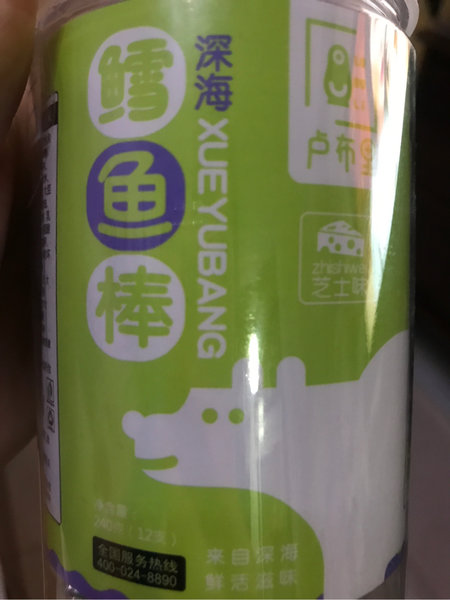 深海
鳕鱼棒
XUEYUBANG
卢布
zhishiwei
芝士味
净含量:
240克(12支)
全国服务热线
400-024-8890
来自深海
鲜活滋味